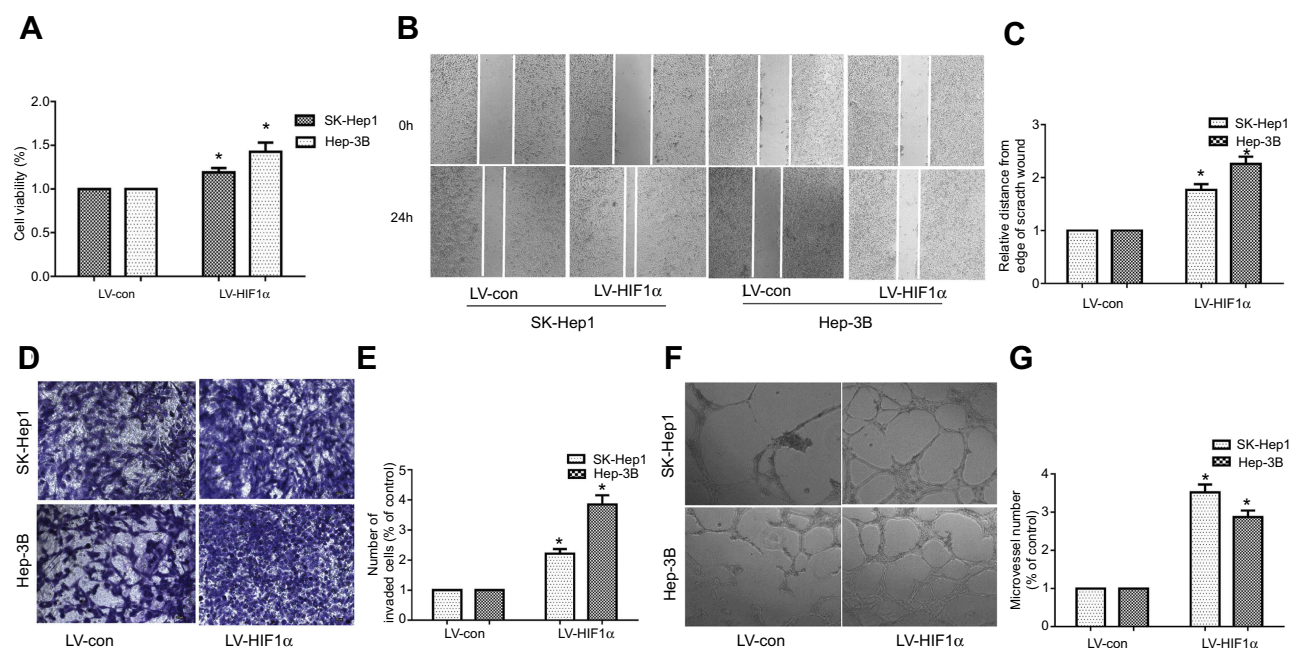 A
Cell viability (%)
2.0
1.5
1.0
0.5
0.0
*
*
SK-Hep1
Hep-3B
LV-con
LV-HIF1α
B
0h
24h
LV-con
LV-HIF1α
LV-con
LV-HIF1α
SK-Hep1
Hep-3B
C
Relative distance from
edge of scracth wound
3
2
1
0
*
*
SK-Hep1
Hep-3B
LV-con
LV-HIF1α
D
SK-Hep1
Hep-3B
LV-con
LV-HIF1α
E
Number of
invaded cells (% of control)
5
4
3
2
1
0
*
*
SK-Hep1
Hep-3B
LV-con
LV-HIF1α
F
SK-Hep1
Hep-3B
LV-con
LV-HIF1α
G
Microvessel number
(% of control)
4
3
2
1
0
*
*
SK-Hep1
Hep-3B
LV-con
LV-HIF1α